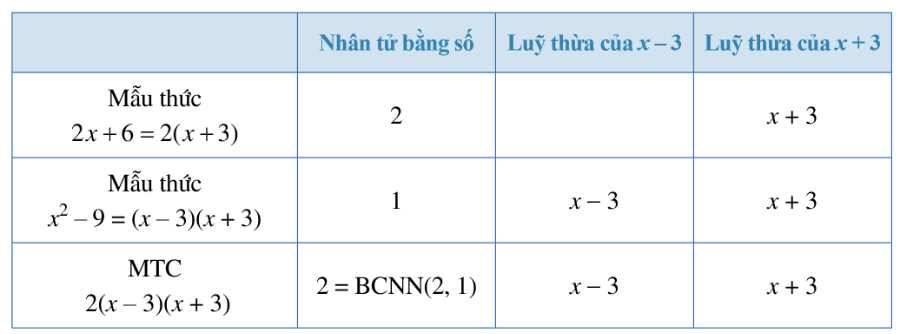 Nhân tử bằng số Luỹ thừa của x – 3 Luỹ thừa của x + 3
Mẫu thức
2x + 6 = 2(x + 3)
2
x + 3
Mẫu thức
x² – 9 = (x – 3)(x + 3)
1
x – 3
x + 3
MTC
2(x – 3)(x + 3)
2 = BCNN(2, 1)
x – 3
x + 3